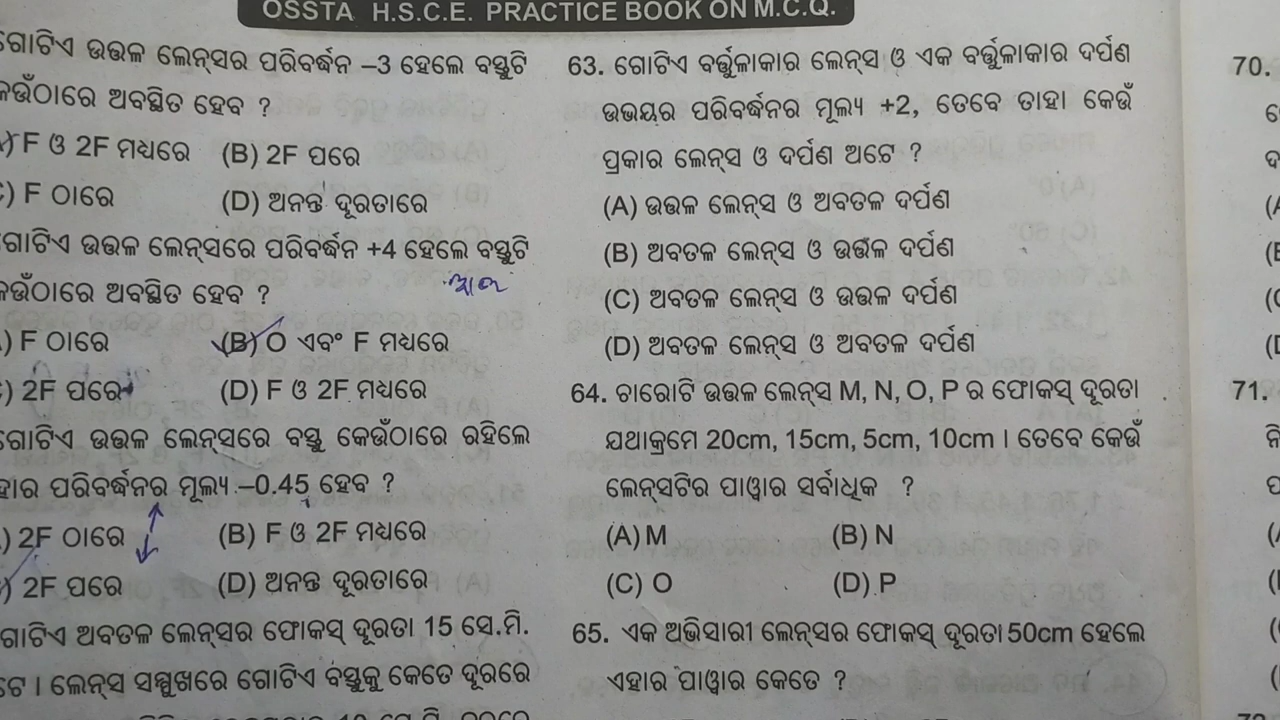 OSSTA H.S.C.E. PRACTICE BOOK ON M.C.Q.
ଗୋଟିଏ ଉତ୍ତଳ ଲେନ୍ସର ପରିବର୍ଦ୍ଧନ –3 ହେଲେ ବସ୍ତୁଟି
କେଉଁଠାରେ ଅବସ୍ଥିତ ହେବ ?
F ଓ 2F ମଧ୍ୟରେ (B) 2F ପରେ
F ଠାରେ (D) ଅନନ୍ତ ଦୂରତାରେ
ଗୋଟିଏ ଉତ୍ତଳ ଲେନ୍ସରେ ପରିବର୍ଦ୍ଧନ +4 ହେଲେ ବସ୍ତୁଟି
କେଉଁଠାରେ ଅବସ୍ଥିତ ହେବ ?
) F ଠାରେ (B) O ଏବଂ F ମଧ୍ୟରେ
) 2F ପରେ (D) F ଓ 2F ମଧ୍ୟରେ
ଗୋଟିଏ ଉତ୍ତଳ ଲେନ୍ସରେ ବସ୍ତୁ କେଉଁଠାରେ ରହିଲେ
ହାର ପରିବର୍ଦ୍ଧନର ମୂଲ୍ୟ –0.45 ହେବ ?
) 2F ଠାରେ (B) F ଓ 2F ମଧ୍ୟରେ
) 2F ପରେ (D) ଅନନ୍ତ ଦୂରତାରେ
ଗୋଟିଏ ଅବତଳ ଲେନ୍ସର ଫୋକସ୍ ଦୂରତା 15 ସେ.ମି.
ଟେ । ଲେନ୍ସ ସମ୍ମୁଖରେ ଗୋଟିଏ ବସ୍ତୁକୁ କେତେ ଦୂରରେ
63. ଗୋଟିଏ ବର୍ତ୍ତୁଳାକାର ଲେନ୍ସ ଓ ଏକ ବର୍ତ୍ତୁଳାକାର ଦର୍ପଣ
ଉଭୟର ପରିବର୍ଦ୍ଧନର ମୂଲ୍ୟ +2, ତେବେ ତାହା କେଉଁ
ପ୍ରକାର ଲେନ୍ସ ଓ ଦର୍ପଣ ଅଟେ ?
(A) ଉତ୍ତଳ ଲେନ୍ସ ଓ ଅବତଳ ଦର୍ପଣ
(B) ଅବତଳ ଲେନ୍ସ ଓ ଉତ୍ତଳ ଦର୍ପଣ
(C) ଅବତଳ ଲେନ୍ସ ଓ ଉତ୍ତଳ ଦର୍ପଣ
(D) ଅବତଳ ଲେନ୍ସ ଓ ଅବତଳ ଦର୍ପଣ
64. ଚାରୋଟି ଉତ୍ତଳ ଲେନ୍ସ M, N, O, P ର ଫୋକସ୍ ଦୂରତା
ଯଥାକ୍ରମେ 20cm, 15cm, 5cm, 10cm । ତେବେ କେଉଁ
ଲେନ୍ସଟିର ପାଓ୍ୱାର ସର୍ବାଧିକ ?
(A) M (B) N
(C) O (D) P
65. ଏକ ଅଭିସାରୀ ଲେନ୍ସର ଫୋକସ୍ ଦୂରତା 50cm ହେଲେ
ଏହାର ପାଓ୍ୱାର କେତେ ?
70.
71.